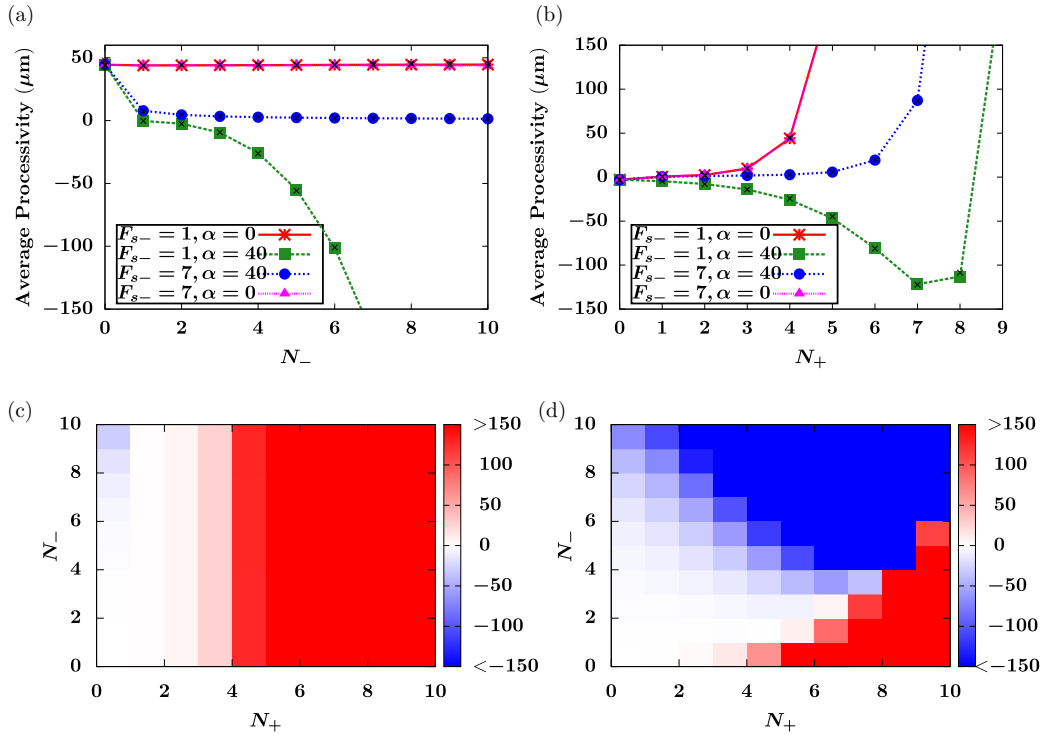 (a)
Average Processivity (μm)
50
0
−50
−100
−150
F_{s−} = 1, α = 0
F_{s−} = 1, α = 40
F_{s−} = 7, α = 40
F_{s−} = 7, α = 0
0 2 4 6 8 10
N_−
(b)
Average Processivity (μm)
150
100
50
0
−50
−100
−150
F_{s−} = 1, α = 0
F_{s−} = 1, α = 40
F_{s−} = 7, α = 40
F_{s−} = 7, α = 0
0 1 2 3 4 5 6 7 8 9
N_+
(c)
N_−
10
8
6
4
2
0
0 2 4 6 8 10
N_+
>150
100
50
0
−50
−100
<−150
(d)
N_−
10
8
6
4
2
0
0 2 4 6 8 10
N_+
>150
100
50
0
−50
−100
<−150